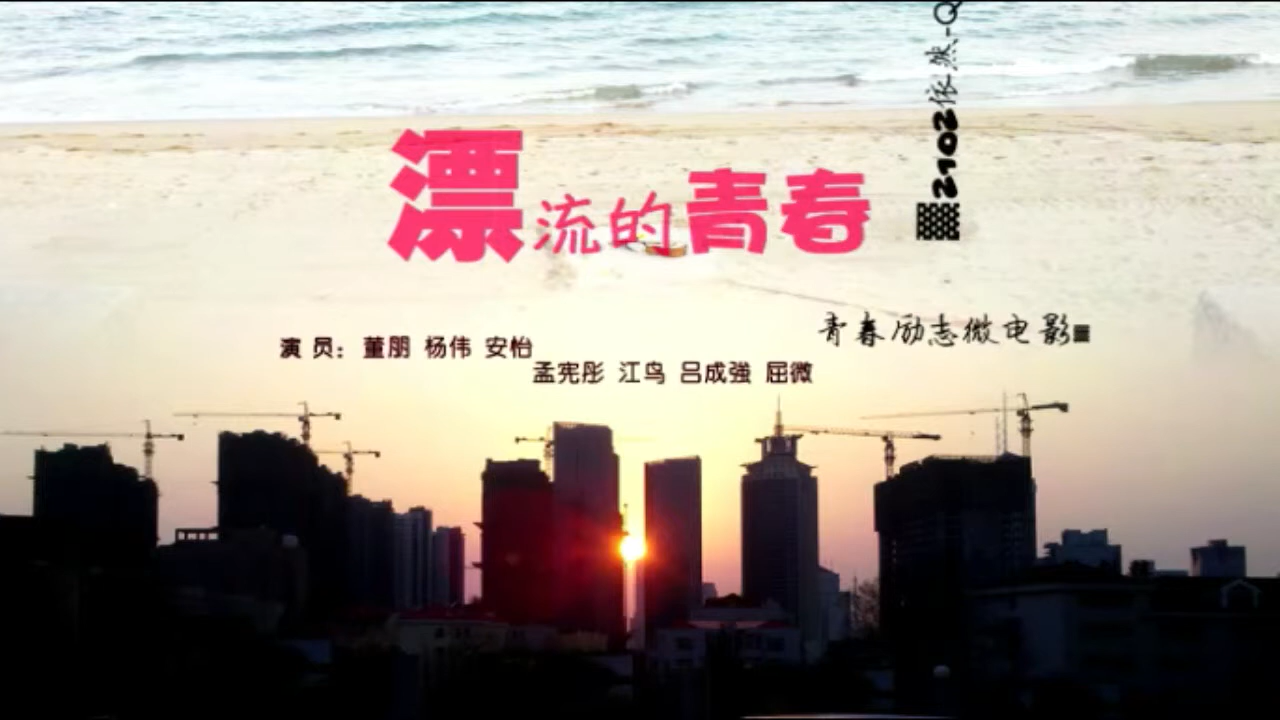 2102依然-Q
漂流的青春
青春励志微电影
演员：董朋 杨伟 安怡
孟宪彤 江鸟 吕成強 屈微